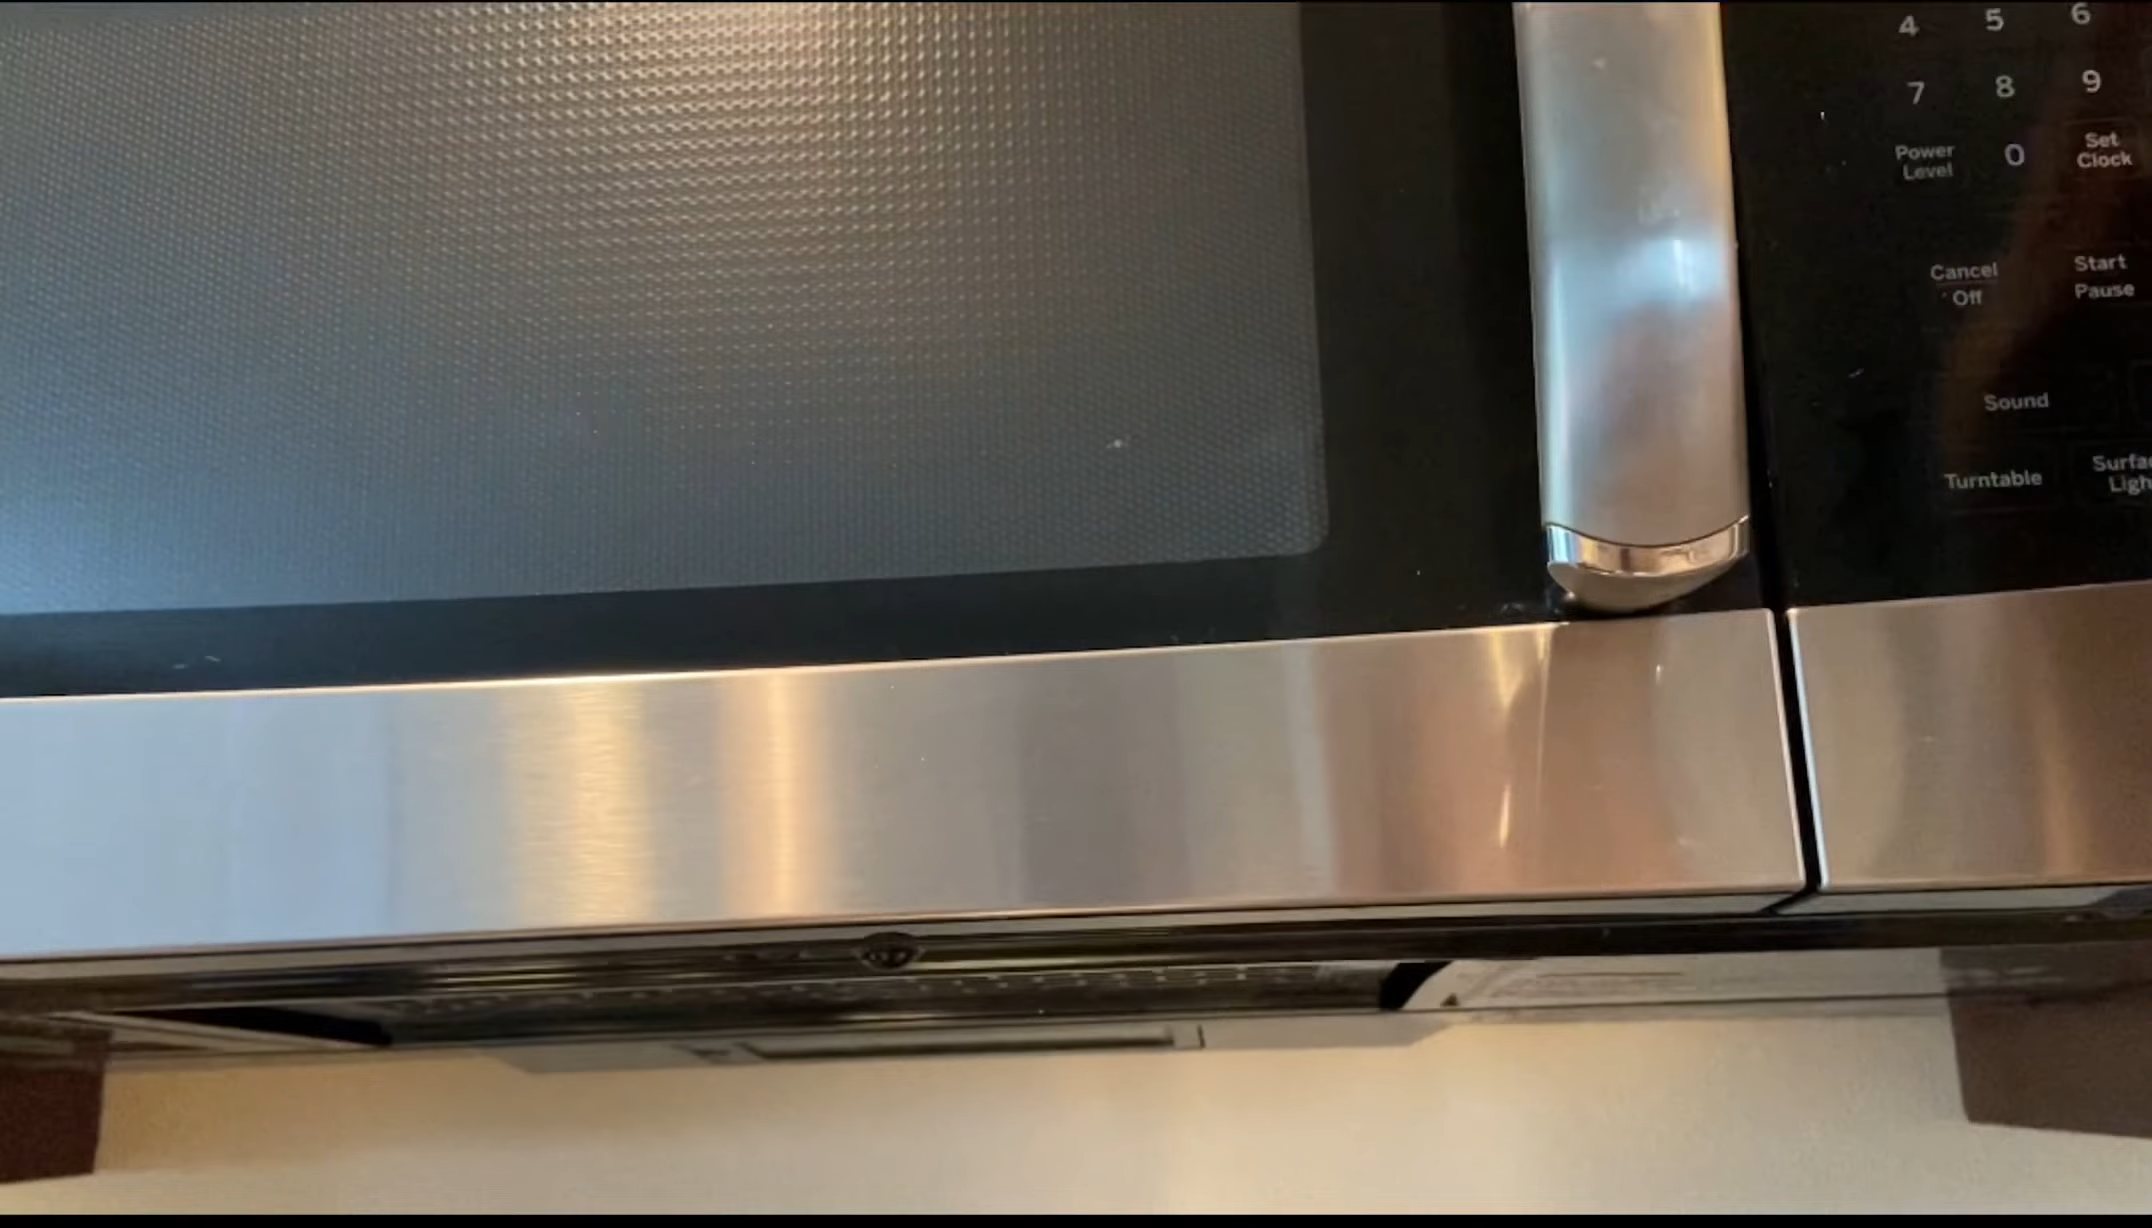 4 5 6
7 8 9
Power
Level
0
Set
Clock
Cancel
Off
Start
Pause
Sound
Turntable